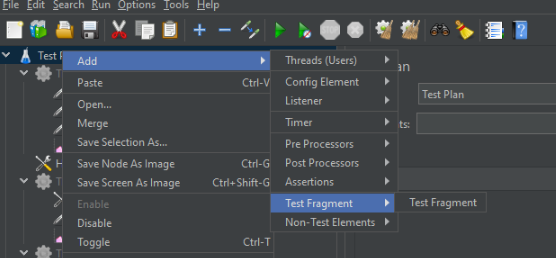 File Edit Search Run Options Tools Help
Test P
Add
Paste Ctrl-V
Open...
Merge
Save Selection As...
Save Node As Image Ctrl-G
Save Screen As Image Ctrl+Shift-G
Enable
Disable
Toggle Ctrl-T
Threads (Users)
Config Element
Listener
Timer
Pre Processors
Post Processors
Assertions
Test Fragment
Non-Test Elements
Test Fragment
an
Test Plan
ts:
T
H
T
T